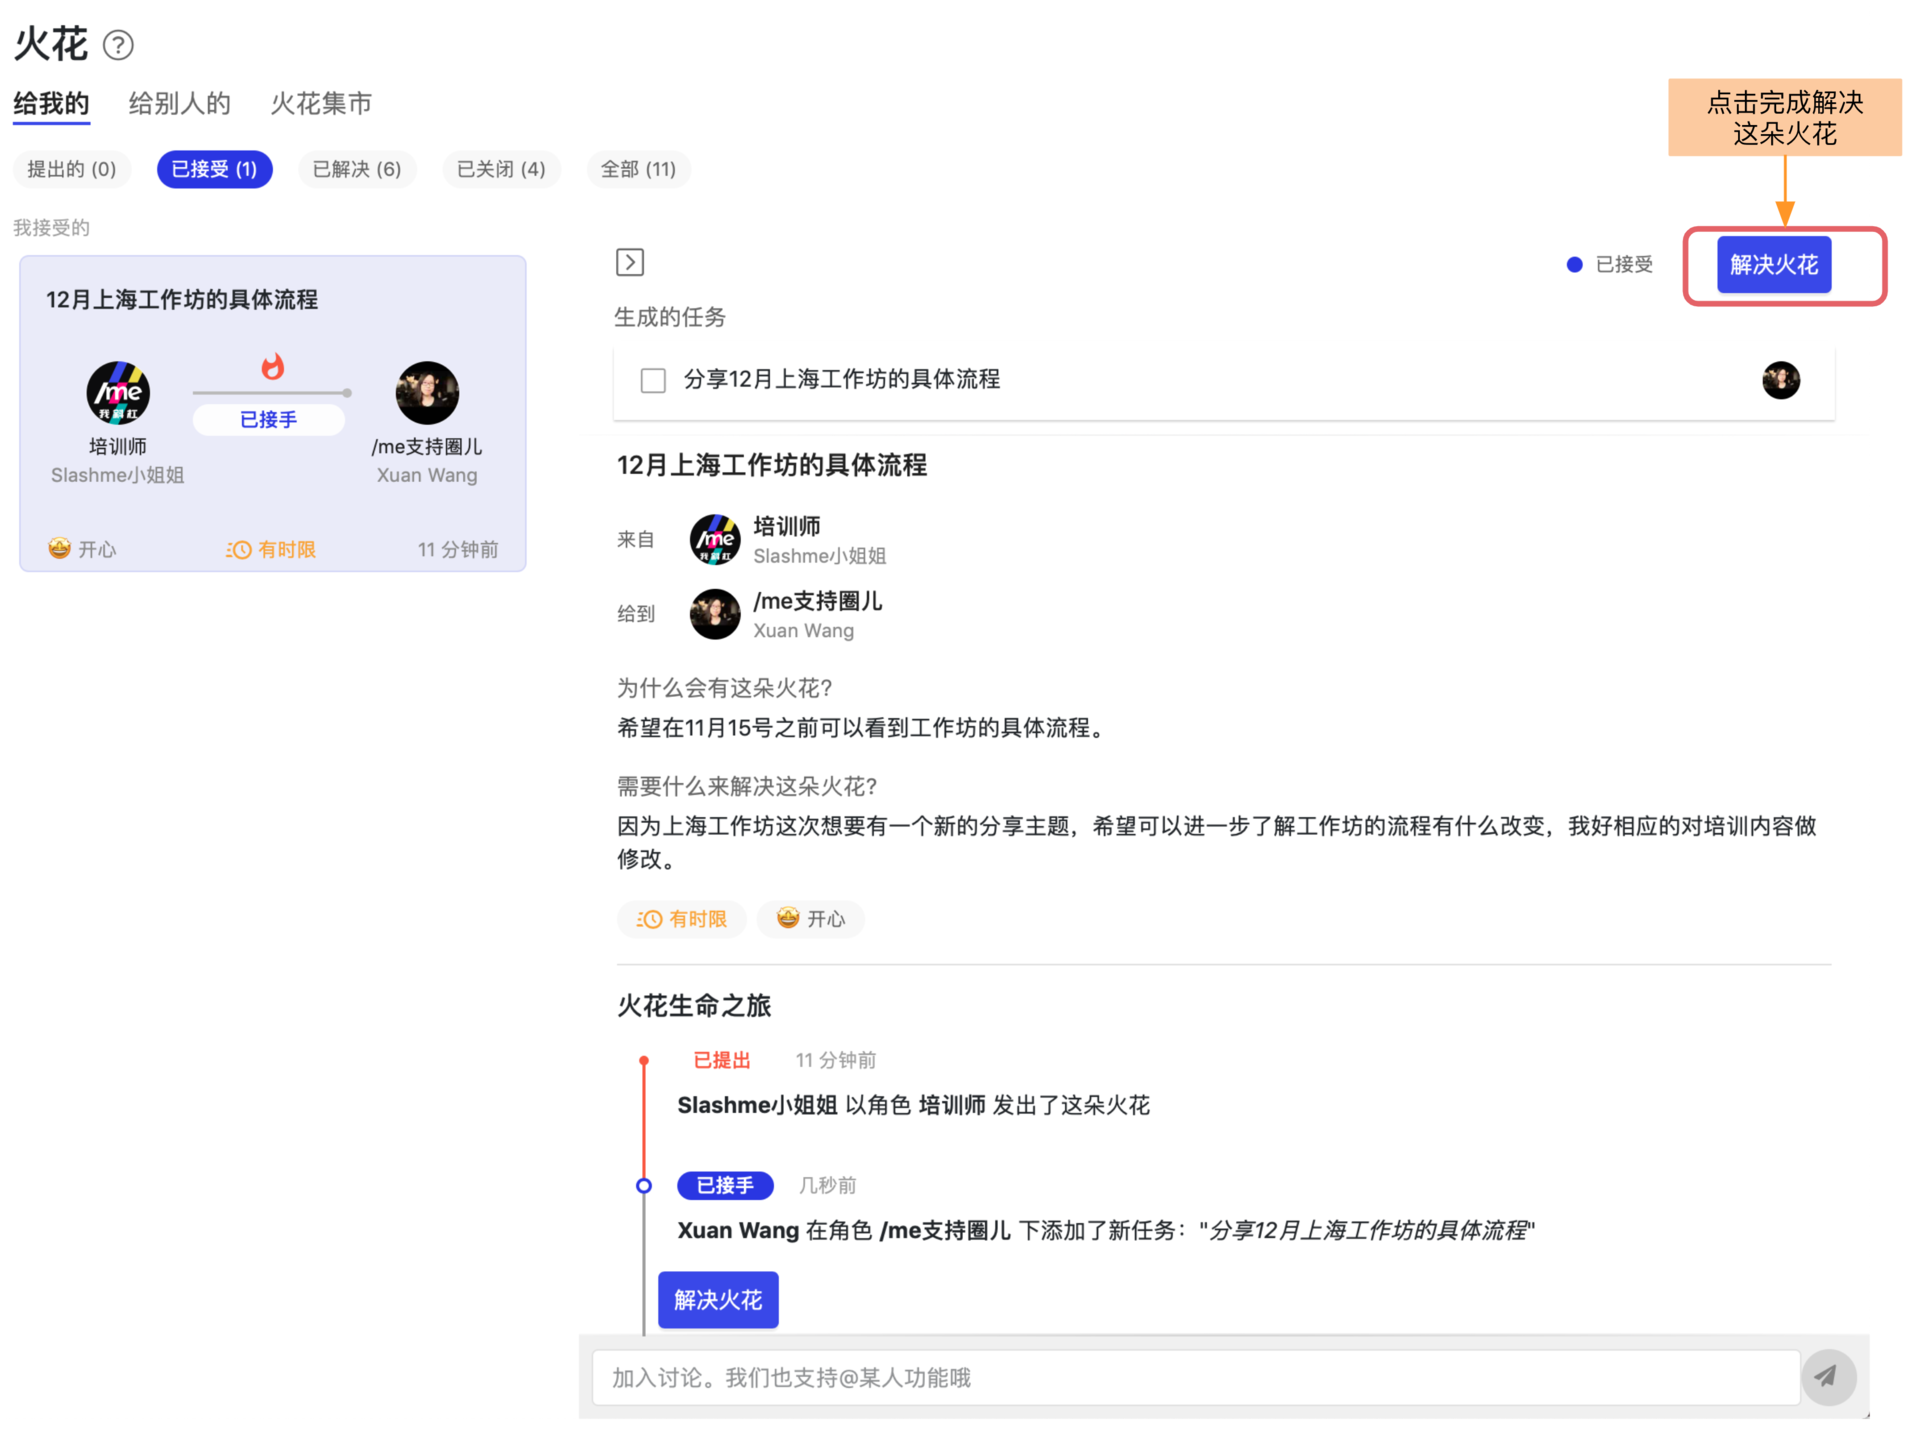 火花 ?
给我的 给别人的 火花集市
点击完成解决
这朵火花
提出的 (0) 已接受 (1) 已解决 (6) 已关闭 (4) 全部 (11)
我接受的
12月上海工作坊的具体流程
/me
我斜杠
已接手
培训师 /me支持圈儿
Slashme小姐姐 Xuan Wang
开心 有时限 11 分钟前
已接受 解决火花
生成的任务
分享12月上海工作坊的具体流程
12月上海工作坊的具体流程
来自 /me 我斜杠 培训师
Slashme小姐姐
给到 /me支持圈儿
Xuan Wang
为什么会有这朵火花?
希望在11月15号之前可以看到工作坊的具体流程。
需要什么来解决这朵火花?
因为上海工作坊这次想要有一个新的分享主题，希望可以进一步了解工作坊的流程有什么改变，我好相应的对培训内容做
修改。
有时限 开心
火花生命之旅
已提出 11 分钟前
Slashme小姐姐 以角色 培训师 发出了这朵火花
已接手 几秒前
Xuan Wang 在角色 /me支持圈儿 下添加了新任务："分享12月上海工作坊的具体流程"
解决火花
加入讨论。我们也支持@某人功能哦